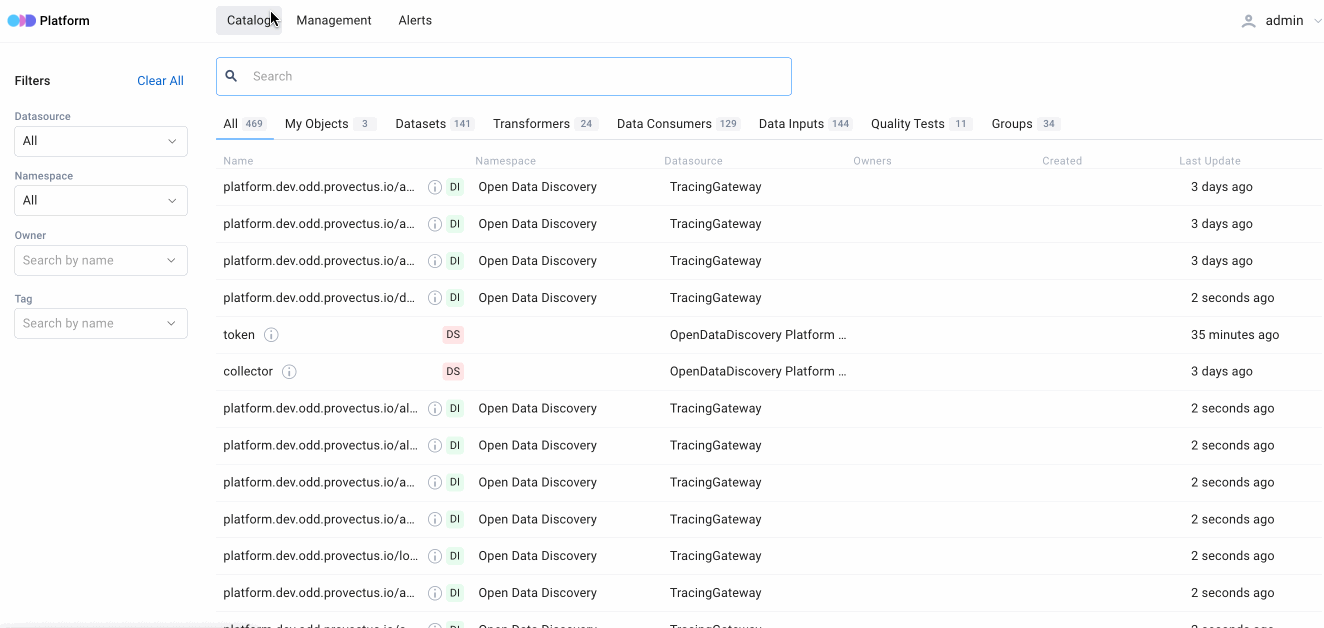 Platform
Catalog Management Alerts
admin
Filters Clear All
Search
Datasource
All
Namespace
All
Owner
Search by name
Tag
Search by name
All 469 My Objects 3 Datasets 141 Transformers 24 Data Consumers 129 Data Inputs 144 Quality Tests 11 Groups 34
Name Namespace Datasource Owners Created Last Update
platform.dev.odd.provectus.io/a... DI Open Data Discovery TracingGateway 3 days ago
platform.dev.odd.provectus.io/a... DI Open Data Discovery TracingGateway 3 days ago
platform.dev.odd.provectus.io/a... DI Open Data Discovery TracingGateway 3 days ago
platform.dev.odd.provectus.io/d... DI Open Data Discovery TracingGateway 2 seconds ago
token DS OpenDataDiscovery Platform ... 35 minutes ago
collector DS OpenDataDiscovery Platform ... 3 days ago
platform.dev.odd.provectus.io/al... DI Open Data Discovery TracingGateway 2 seconds ago
platform.dev.odd.provectus.io/al... DI Open Data Discovery TracingGateway 2 seconds ago
platform.dev.odd.provectus.io/a... DI Open Data Discovery TracingGateway 2 seconds ago
platform.dev.odd.provectus.io/a... DI Open Data Discovery TracingGateway 2 seconds ago
platform.dev.odd.provectus.io/lo... DI Open Data Discovery TracingGateway 2 seconds ago
platform.dev.odd.provectus.io/a... DI Open Data Discovery TracingGateway 2 seconds ago